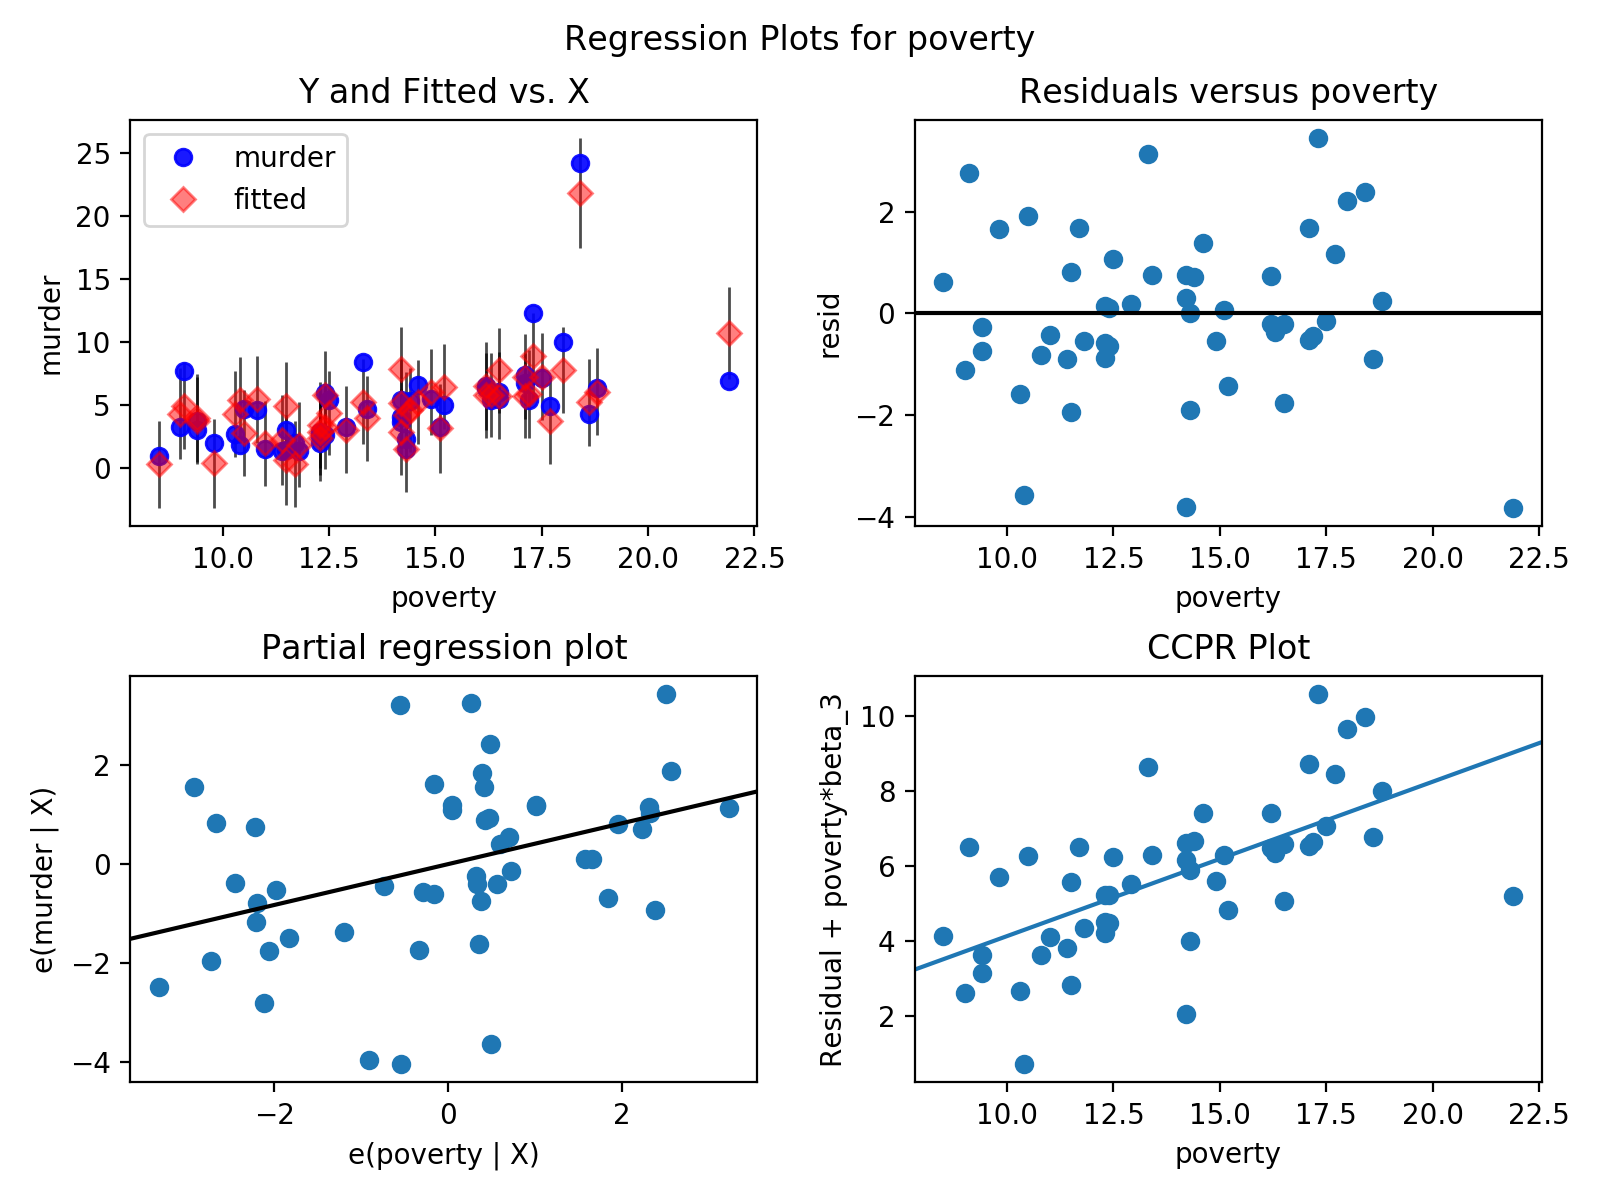 Regression Plots for poverty
Y and Fitted vs. X
murder
fitted
25
20
15
10
5
0
murder
10.0 12.5 15.0 17.5 20.0 22.5
poverty
Residuals versus poverty
2
0
−2
−4
resid
10.0 12.5 15.0 17.5 20.0 22.5
poverty
Partial regression plot
2
0
−2
−4
e(murder | X)
−2 0 2
e(poverty | X)
CCPR Plot
10
8
6
4
2
Residual + poverty*beta_3
10.0 12.5 15.0 17.5 20.0 22.5
poverty